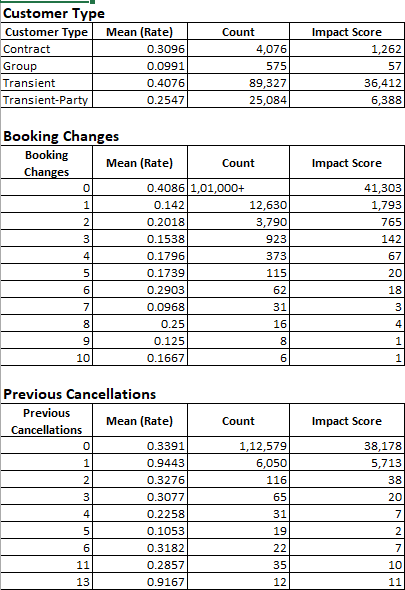 Customer Type
Customer Type Mean (Rate) Count Impact Score
Contract 0.3096 4,076 1,262
Group 0.0991 575 57
Transient 0.4076 89,327 36,412
Transient-Party 0.2547 25,084 6,388
Booking Changes
Booking Changes Mean (Rate) Count Impact Score
0 0.4086 1,01,000+ 41,303
1 0.142 12,630 1,793
2 0.2018 3,790 765
3 0.1538 923 142
4 0.1796 373 67
5 0.1739 115 20
6 0.2903 62 18
7 0.0968 31 3
8 0.25 16 4
9 0.125 8 1
10 0.1667 6 1
Previous Cancellations
Previous Cancellations Mean (Rate) Count Impact Score
0 0.3391 1,12,579 38,178
1 0.9443 6,050 5,713
2 0.3276 116 38
3 0.3077 65 20
4 0.2258 31 7
5 0.1053 19 2
6 0.3182 22 7
11 0.2857 35 10
13 0.9167 12 11